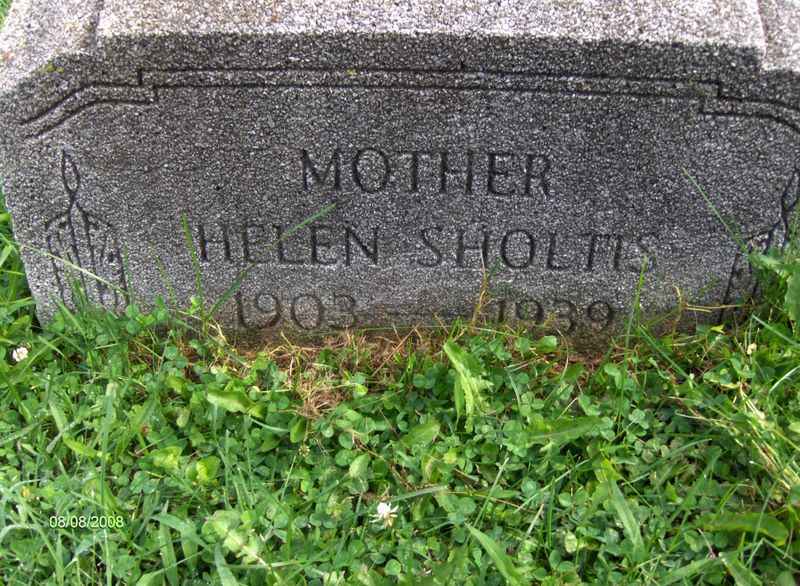 MOTHER
HELEN SHOLTIS
1903 - 1939
08/08/2008